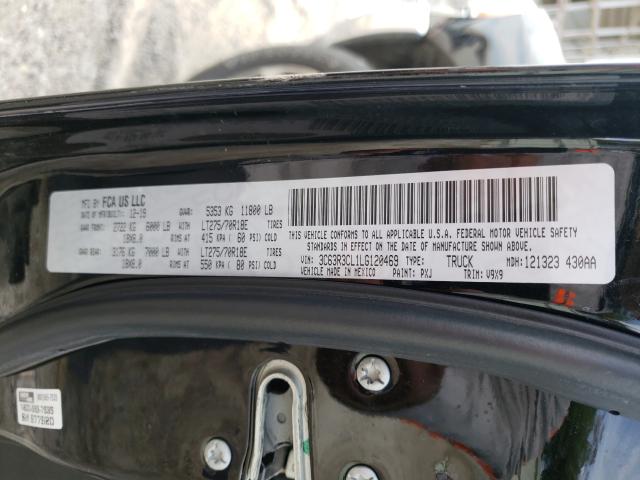 MFD BY FCA US LLC
DATE OF MFR/BUILT: 12-19 GVWR: 5353 KG 11800 LB
GAWR FRONT: 2722 KG 6000 LB LT275/70R18E TIRES
18X8.0 RIMS AT 415 KPA ( 60 PSI) COLD
GAWR REAR: 3176 KG 7000 LB LT275/70R18E TIRES
18X8.0 RIMS AT 550 KPA ( 80 PSI) COLD
THIS VEHICLE CONFORMS TO ALL APPLICABLE U.S.A. FEDERAL MOTOR VEHICLE SAFETY
STANDARDS IN EFFECT ON THE DATE OF MANUFACTURE SHOWN ABOVE.
VIN: 3C63R3CL1LG120469 TYPE: TRUCK MDH: 121323 430AA
VEHICLE MADE IN MEXICO PAINT: PXJ TRIM: V9X9